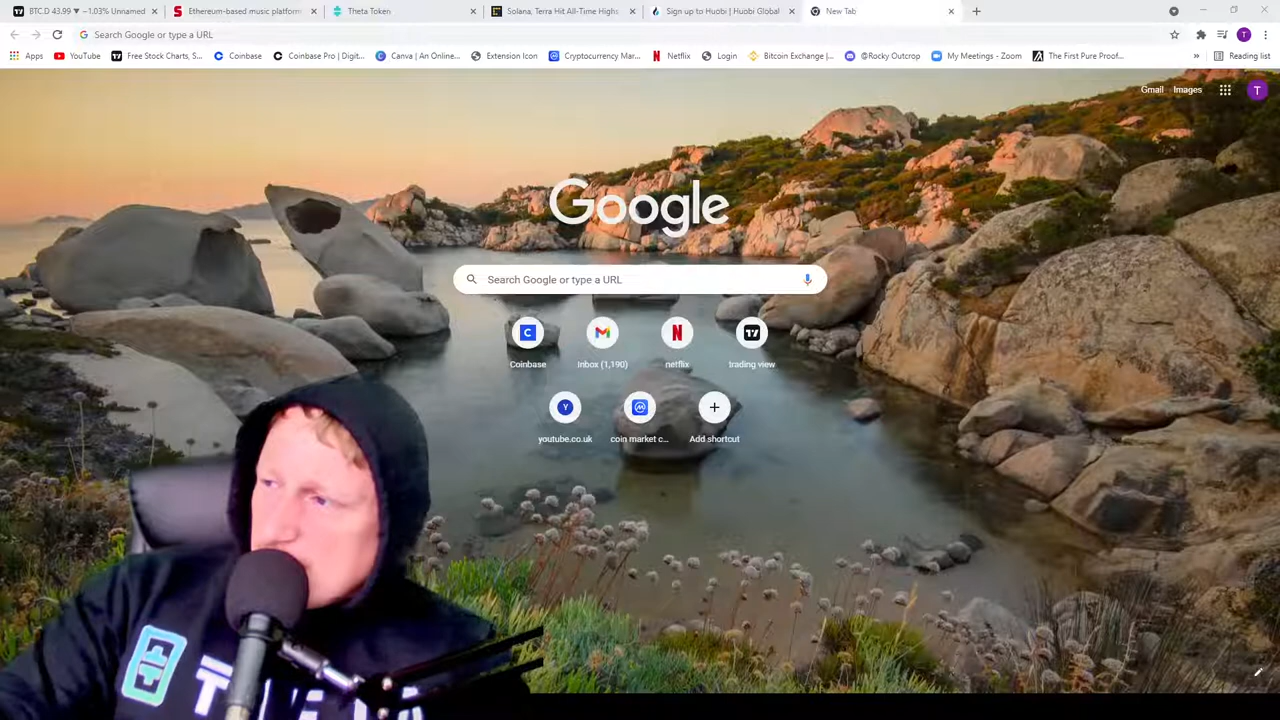 BTC.D 43.99 ▼ −1.03% Unnamed
Ethereum-based music platform
Theta Token
Solana, Terra Hit All-Time Highs
Sign up to Huobi | Huobi Global
New Tab
Search Google or type a URL
T
Apps
YouTube
Free Stock Charts, S...
Coinbase
Coinbase Pro | Digit...
Canva | An Online...
Extension Icon
Cryptocurrency Mar...
Netflix
Login
Bitcoin Exchange |...
@Rocky Outcrop
My Meetings - Zoom
The First Pure Proof...
»
Reading list
Gmail
Images
T
Google
Search Google or type a URL
Coinbase
Inbox (1,190)
netflix
trading view
youtube.co.uk
coin market c...
Add shortcut